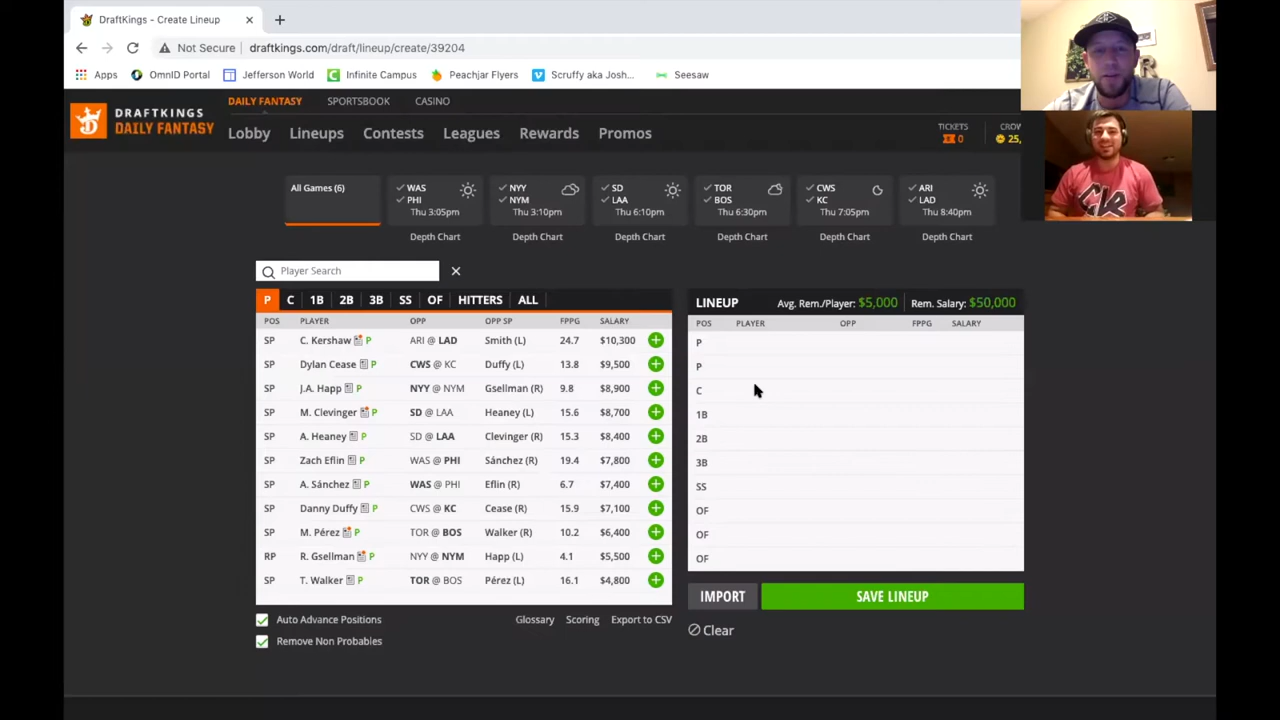 DraftKings - Create Lineup
Not Secure draftkings.com/draft/lineup/create/39204
Apps OmniID Portal Jefferson World Infinite Campus Peachjar Flyers Scruffy aka Josh... Seesaw
DRAFTKINGS
DAILY FANTASY
DAILY FANTASY SPORTSBOOK CASINO
Lobby Lineups Contests Leagues Rewards Promos
TICKETS CROW
0 25,
All Games (6)
WAS
PHI
Thu 3:05pm
Depth Chart
NYY
NYM
Thu 3:10pm
Depth Chart
SD
LAA
Thu 6:10pm
Depth Chart
TOR
BOS
Thu 6:30pm
Depth Chart
CWS
KC
Thu 7:05pm
Depth Chart
ARI
LAD
Thu 8:40pm
Depth Chart
Player Search
P C 1B 2B 3B SS OF HITTERS ALL
POS PLAYER OPP OPP SP FPPG SALARY
SP C. Kershaw P ARI @ LAD Smith (L) 24.7 $10,300
SP Dylan Cease P CWS @ KC Duffy (L) 13.8 $9,500
SP J.A. Happ P NYY @ NYM Gsellman (R) 9.8 $8,900
SP M. Clevinger P SD @ LAA Heaney (L) 15.6 $8,700
SP A. Heaney P SD @ LAA Clevinger (R) 15.3 $8,400
SP Zach Eflin P WAS @ PHI Sánchez (R) 19.4 $7,800
SP A. Sánchez P WAS @ PHI Eflin (R) 6.7 $7,400
SP Danny Duffy P CWS @ KC Cease (R) 15.9 $7,100
SP M. Pérez P TOR @ BOS Walker (R) 10.2 $6,400
RP R. Gsellman P NYY @ NYM Happ (L) 4.1 $5,500
SP T. Walker P TOR @ BOS Pérez (L) 16.1 $4,800
Auto Advance Positions Glossary Scoring Export to CSV
Remove Non Probables
LINEUP Avg. Rem./Player: $5,000 Rem. Salary: $50,000
POS PLAYER OPP FPPG SALARY
P
P
C
1B
2B
3B
SS
OF
OF
OF
IMPORT SAVE LINEUP
Clear